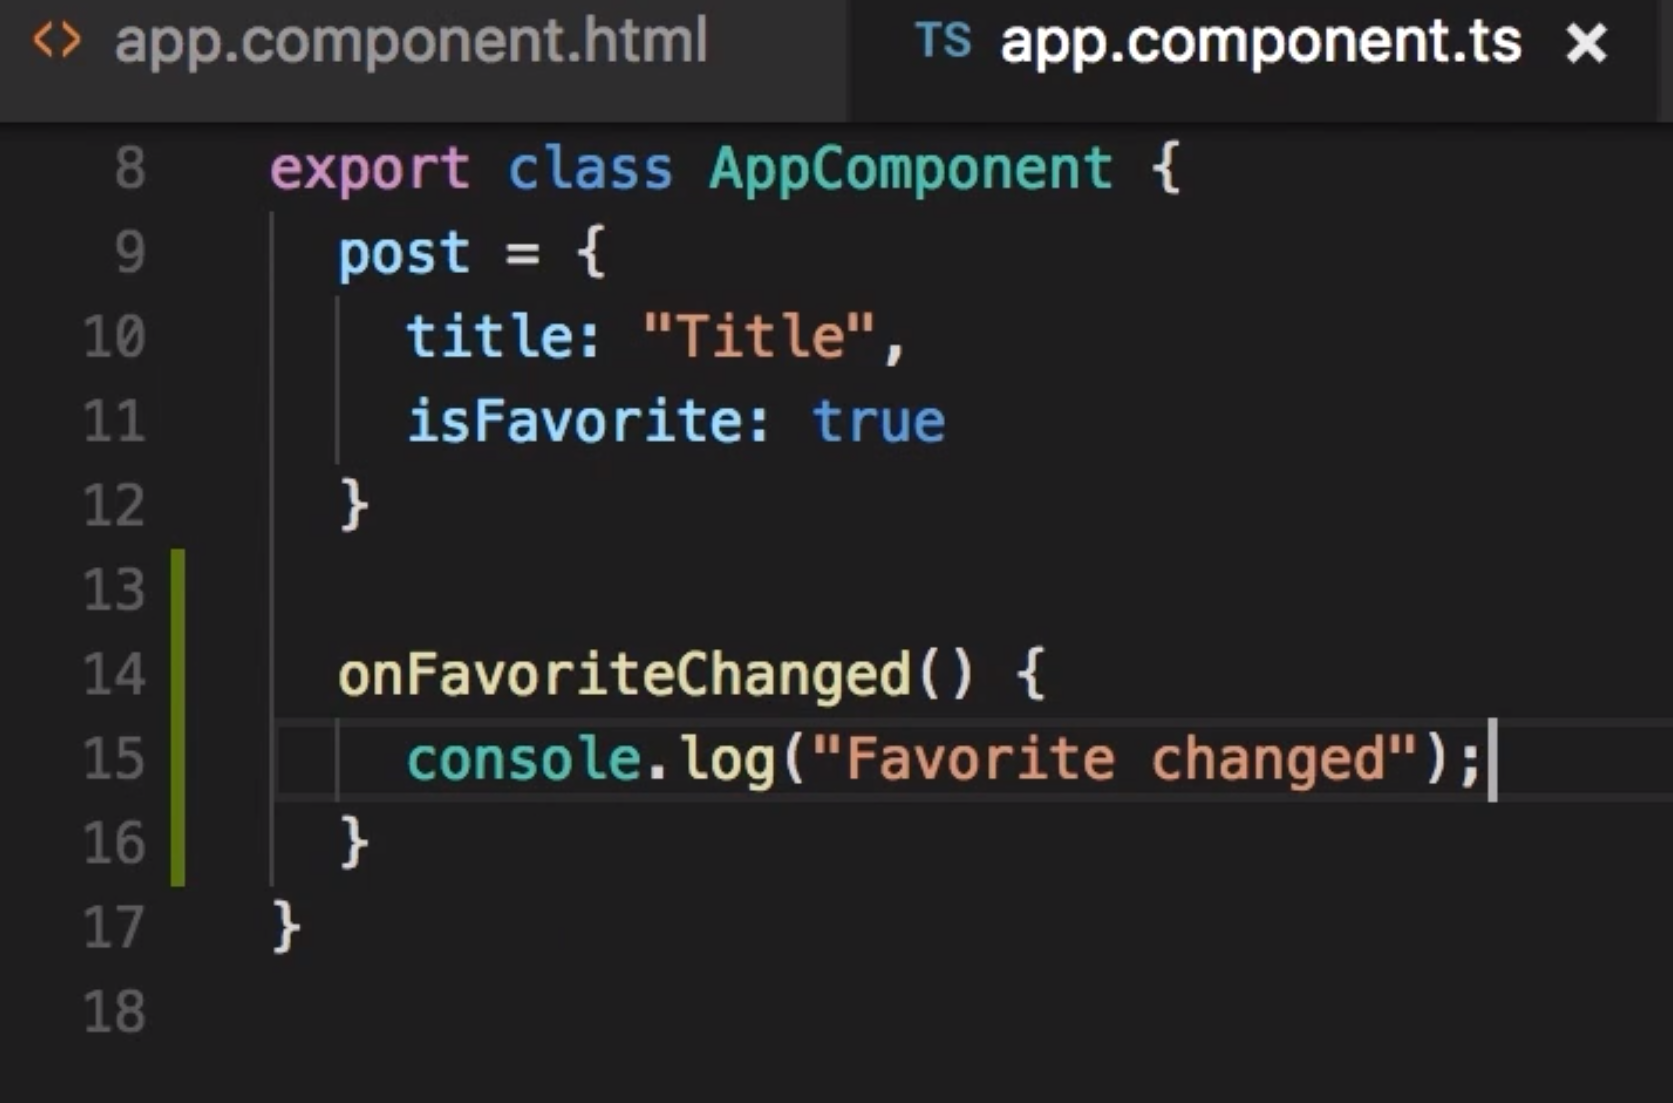 <> app.component.html TS app.component.ts ×
8 export class AppComponent {
9 post = {
10 title: "Title",
11 isFavorite: true
12 }
13
14 onFavoriteChanged() {
15 console.log("Favorite changed");
16 }
17 }
18